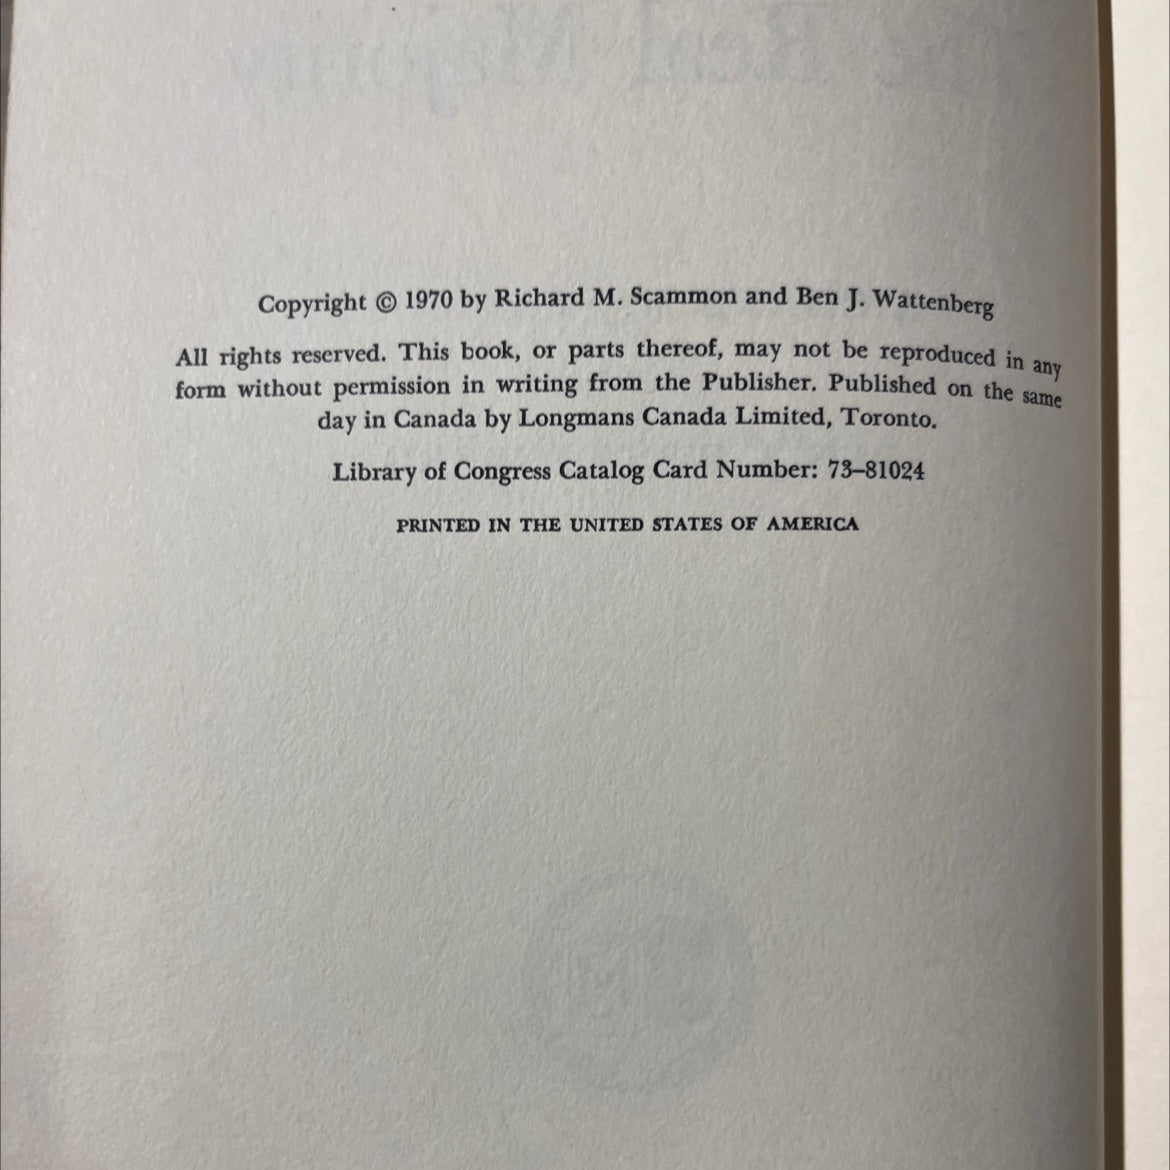 Copyright © 1970 by Richard M. Scammon and Ben J. Wattenberg
All rights reserved. This book, or parts thereof, may not be reproduced in any
form without permission in writing from the Publisher. Published on the same
day in Canada by Longmans Canada Limited, Toronto.
Library of Congress Catalog Card Number: 73–81024
PRINTED IN THE UNITED STATES OF AMERICA